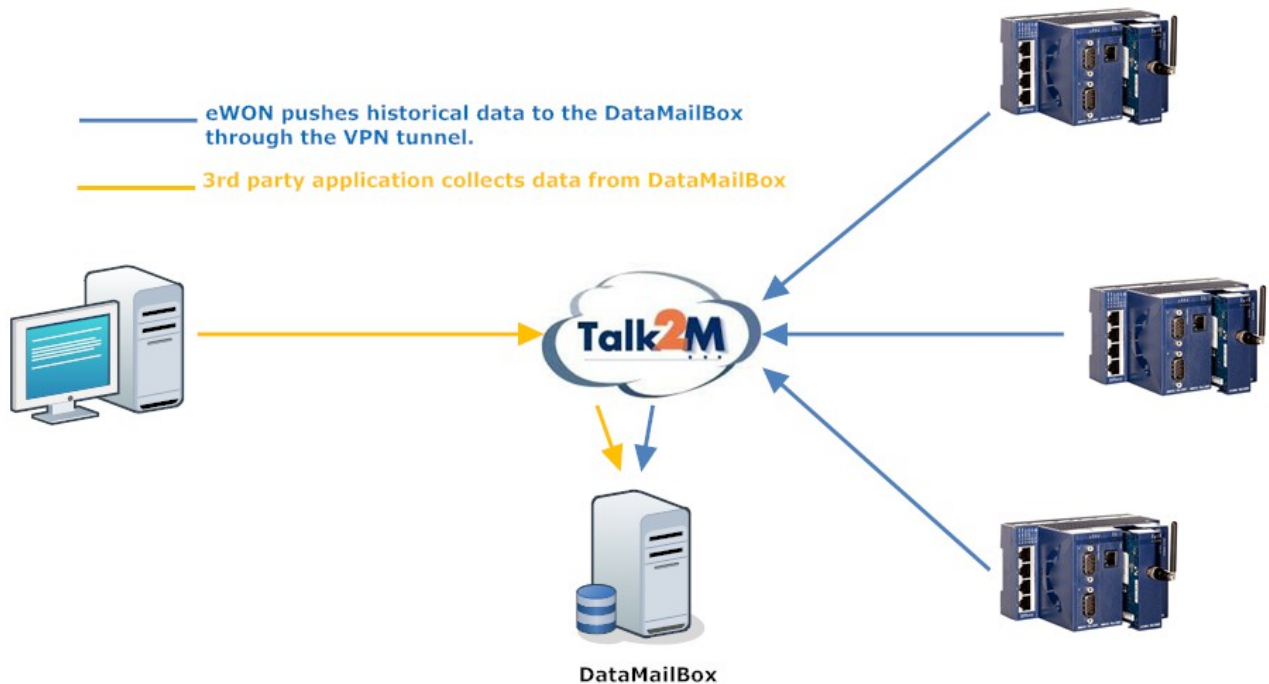 eWON pushes historical data to the DataMailBox
through the VPN tunnel.
3rd party application collects data from DataMailBox
Talk2M
DataMailBox